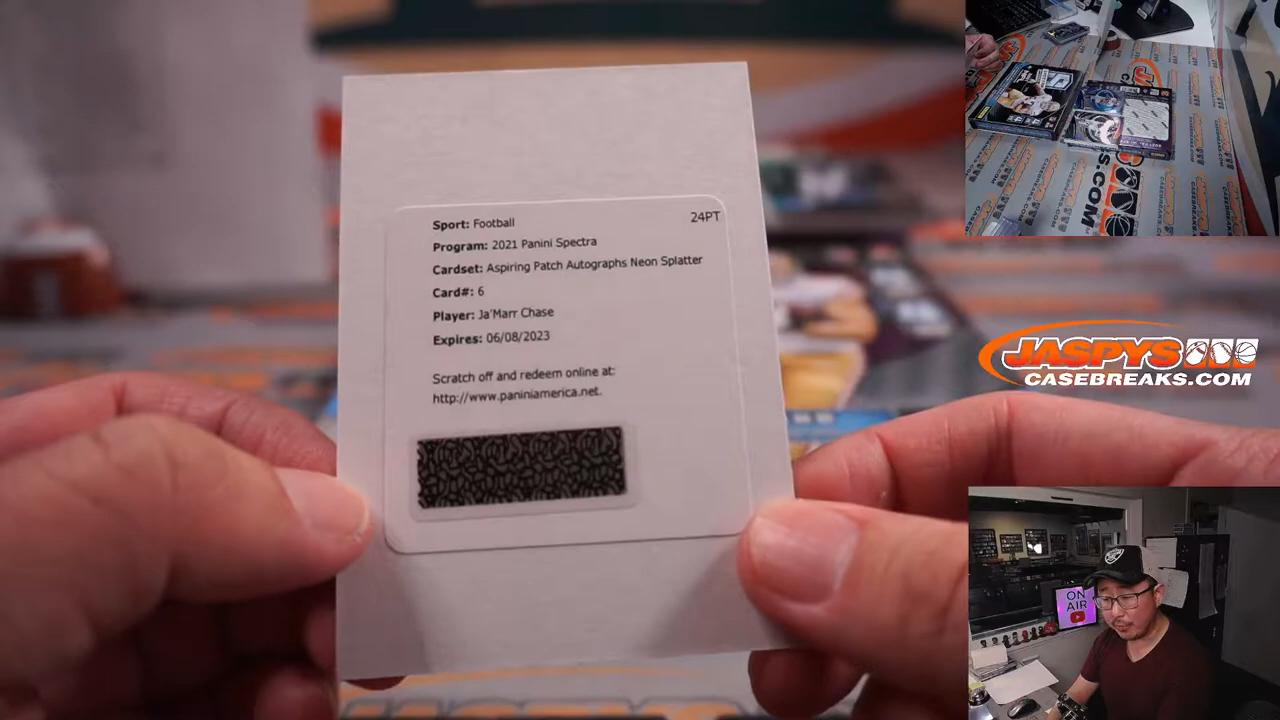 24PT
Sport: Football
Program: 2021 Panini Spectra
Cardset: Aspiring Patch Autographs Neon Splatter
Card#: 6
Player: Ja'Marr Chase
Expires: 06/08/2023
Scratch off and redeem online at:
http://www.paniniamerica.net.
JASPYS
CASEBREAKS.COM
ON
AIR
S.COM